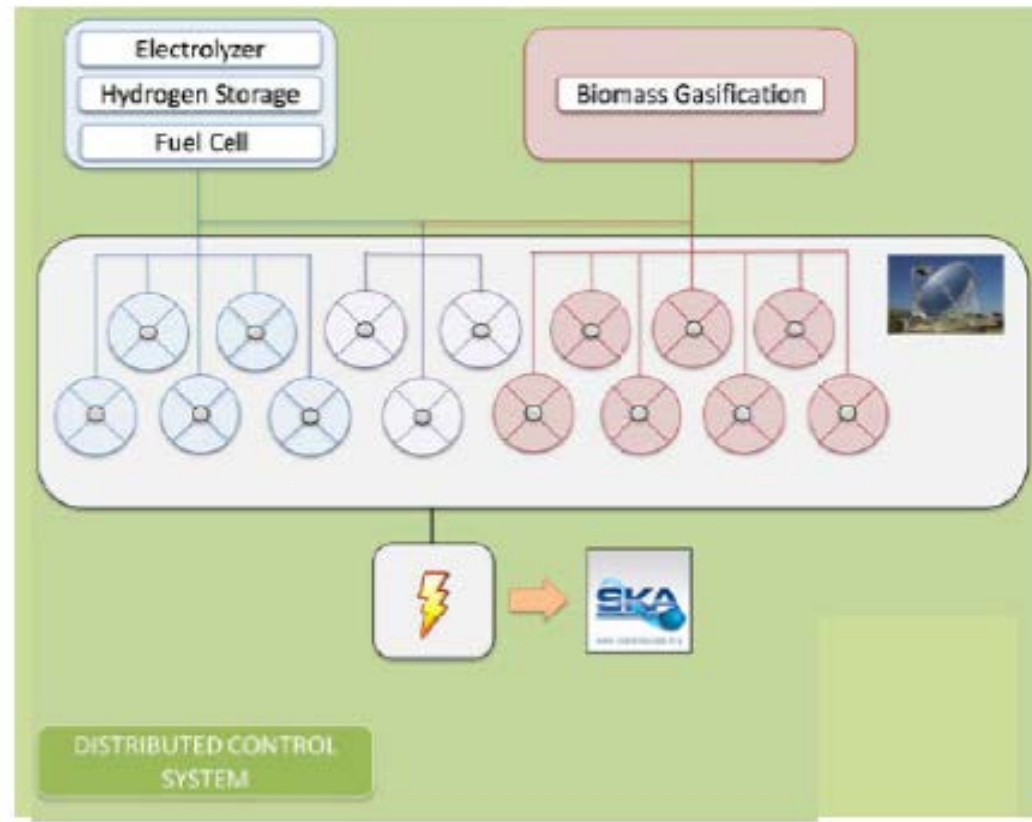 Electrolyzer
Hydrogen Storage
Fuel Cell
Biomass Gasification
SKA
DISTRIBUTED CONTROL
SYSTEM